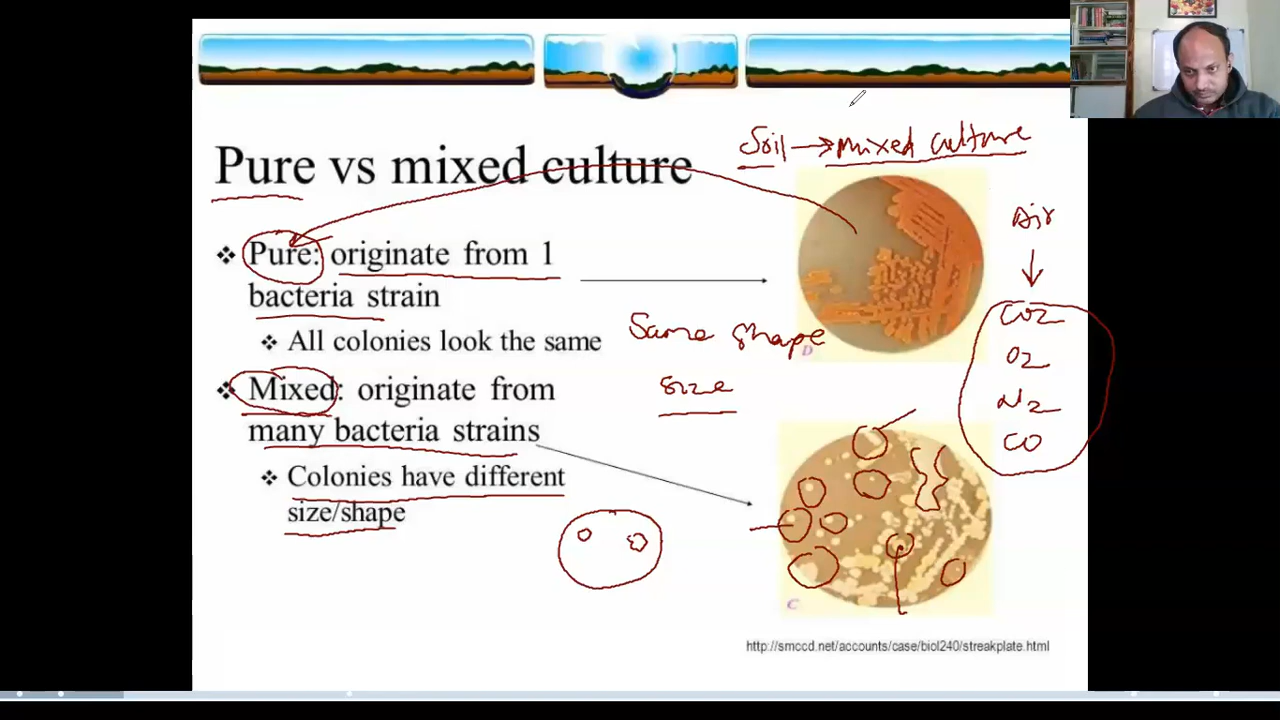 Soil → mixed culture
Pure vs mixed culture
Air
❖ Pure: originate from 1
bacteria strain
❖ All colonies look the same
CO2
Same shape
D
O2
❖ Mixed: originate from
size
N2
many bacteria strains
CO
❖ Colonies have different
size/shape
C
http://smccd.net/accounts/case/biol240/streakplate.html